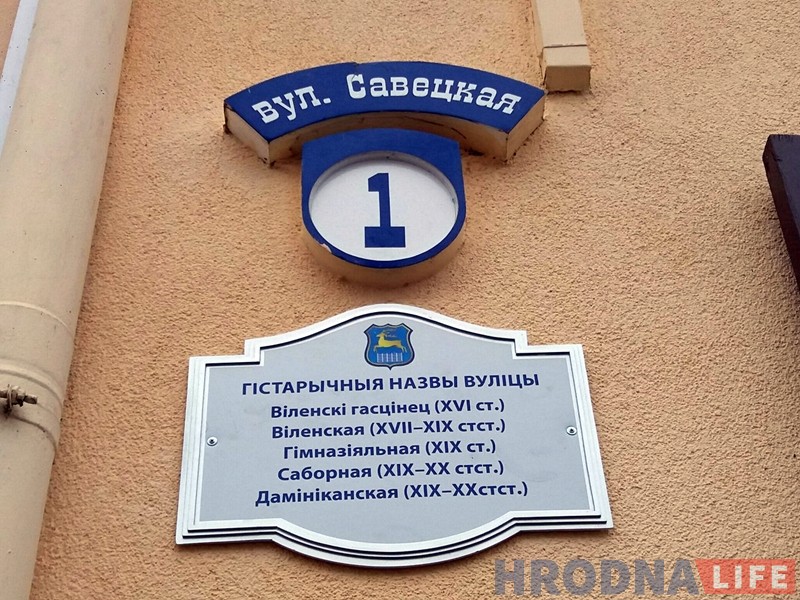 вул. Савецкая
1
ГІСТАРЫЧНЫЯ НАЗВЫ ВУЛІЦЫ
Віленскі гасцінец (XVI ст.)
Віленская (XVII–XIX стст.)
Гімназіяльная (XIX ст.)
Саборная (XIX–XX стст.)
Дамініканская (XIX–XXстст.)
HRODNA LIFE